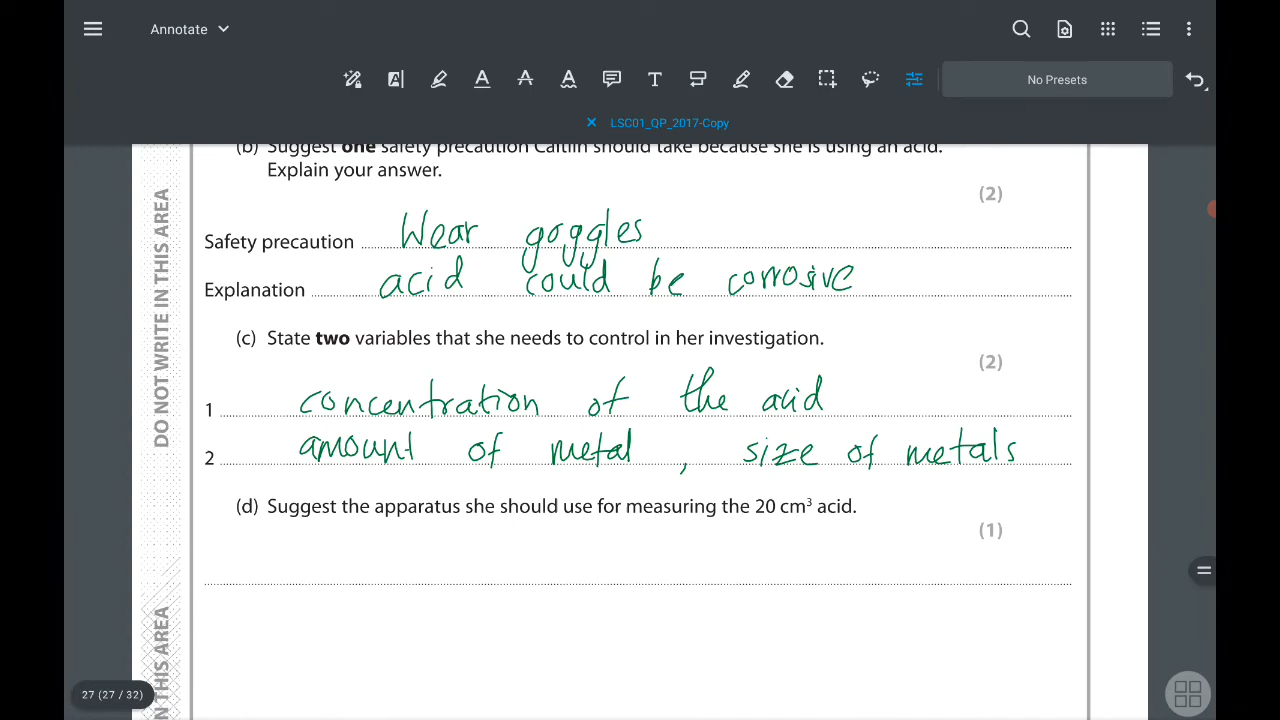 Annotate
No Presets
LSC01_QP_2017-Copy
(b) Suggest one safety precaution Caitlin should take because she is using an acid.
Explain your answer.
(2)
Safety precaution Wear goggles
Explanation acid could be corrosive
(c) State two variables that she needs to control in her investigation.
(2)
1 concentration of the acid
2 amount of metal , size of metals
(d) Suggest the apparatus she should use for measuring the 20 cm³ acid.
(1)
DO NOT WRITE IN THIS AREA
N THIS AREA
27 (27 / 32)